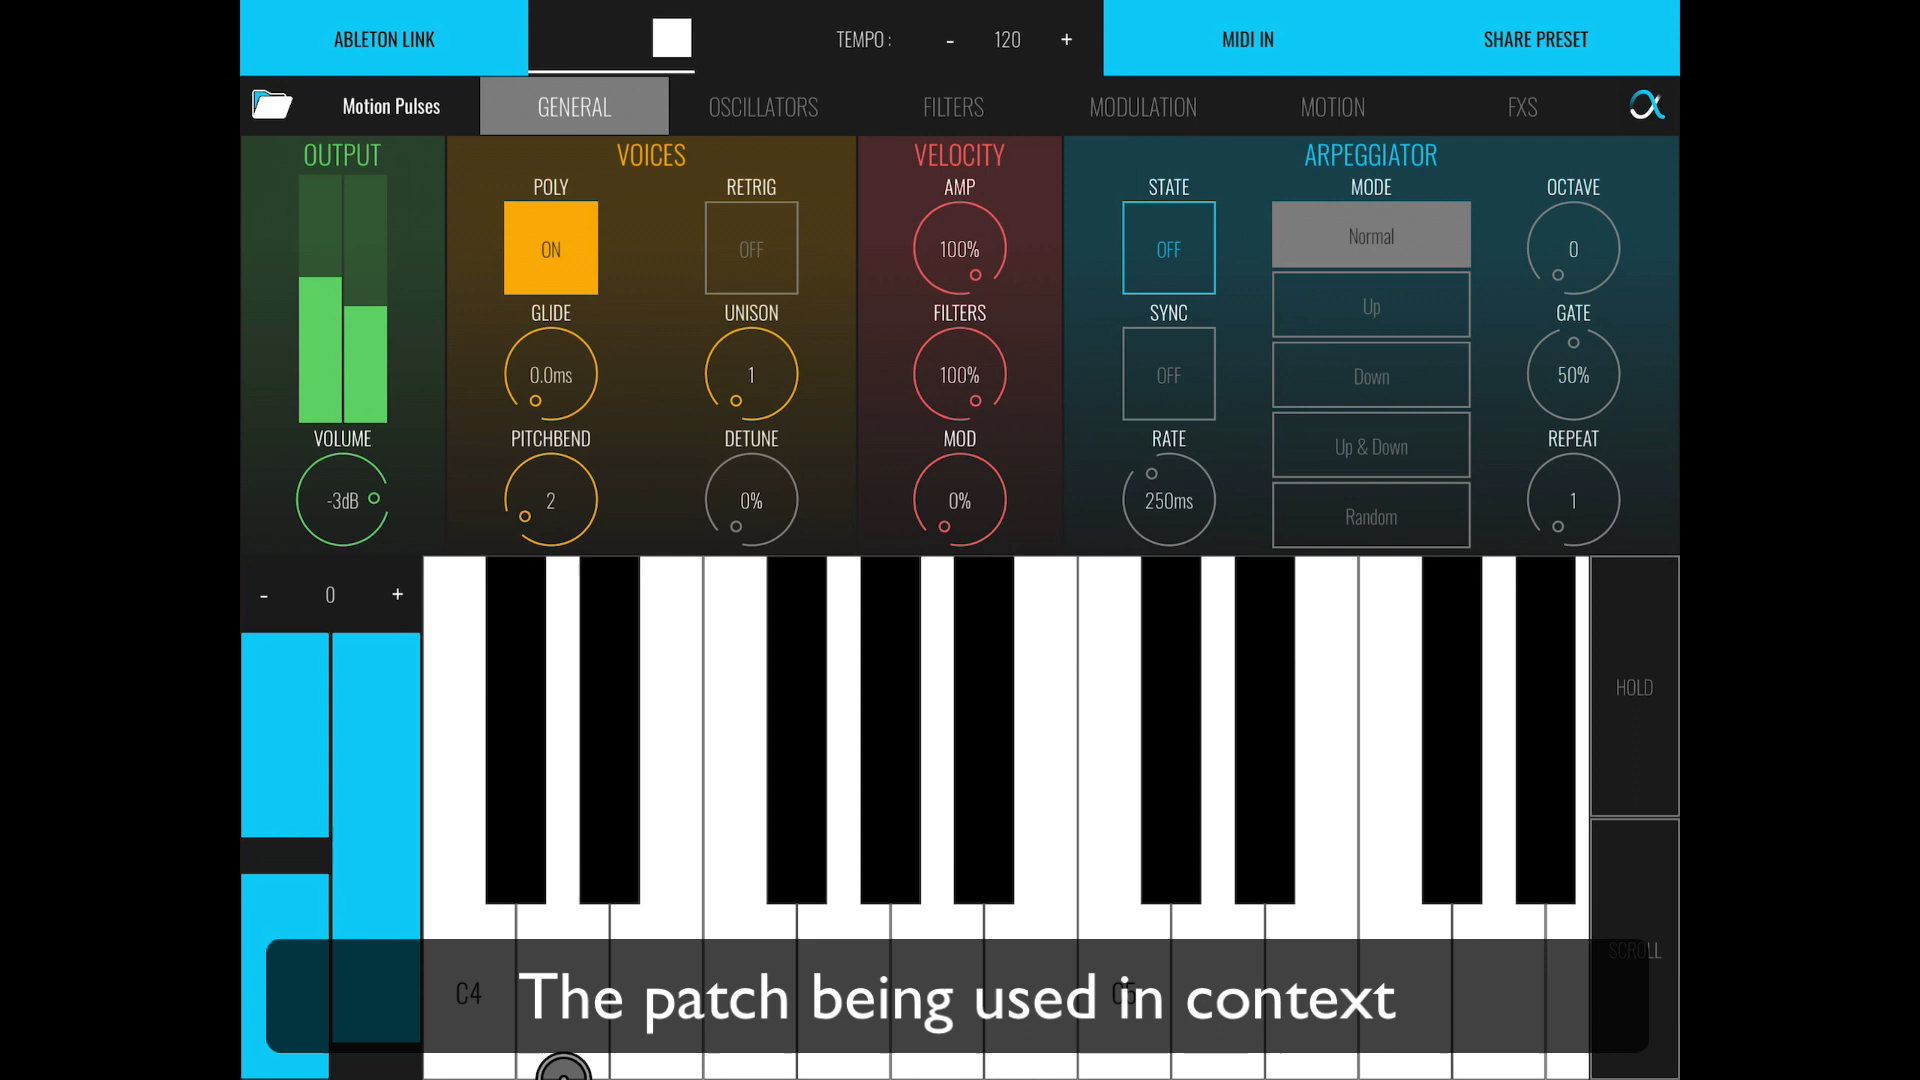 ABLETON LINK
TEMPO :
-
120
+
MIDI IN
SHARE PRESET
Motion Pulses
GENERAL
OSCILLATORS
FILTERS
MODULATION
MOTION
FXS
OUTPUT
VOLUME
-3dB
VOICES
POLY
ON
RETRIG
OFF
GLIDE
0.0ms
UNISON
1
PITCHBEND
2
DETUNE
0%
VELOCITY
AMP
100%
FILTERS
100%
MOD
0%
ARPEGGIATOR
STATE
OFF
SYNC
OFF
RATE
250ms
MODE
Normal
Up
Down
Up & Down
Random
OCTAVE
0
GATE
50%
REPEAT
1
-
0
+
HOLD
SCROLL
C4
C5
The patch being used in context